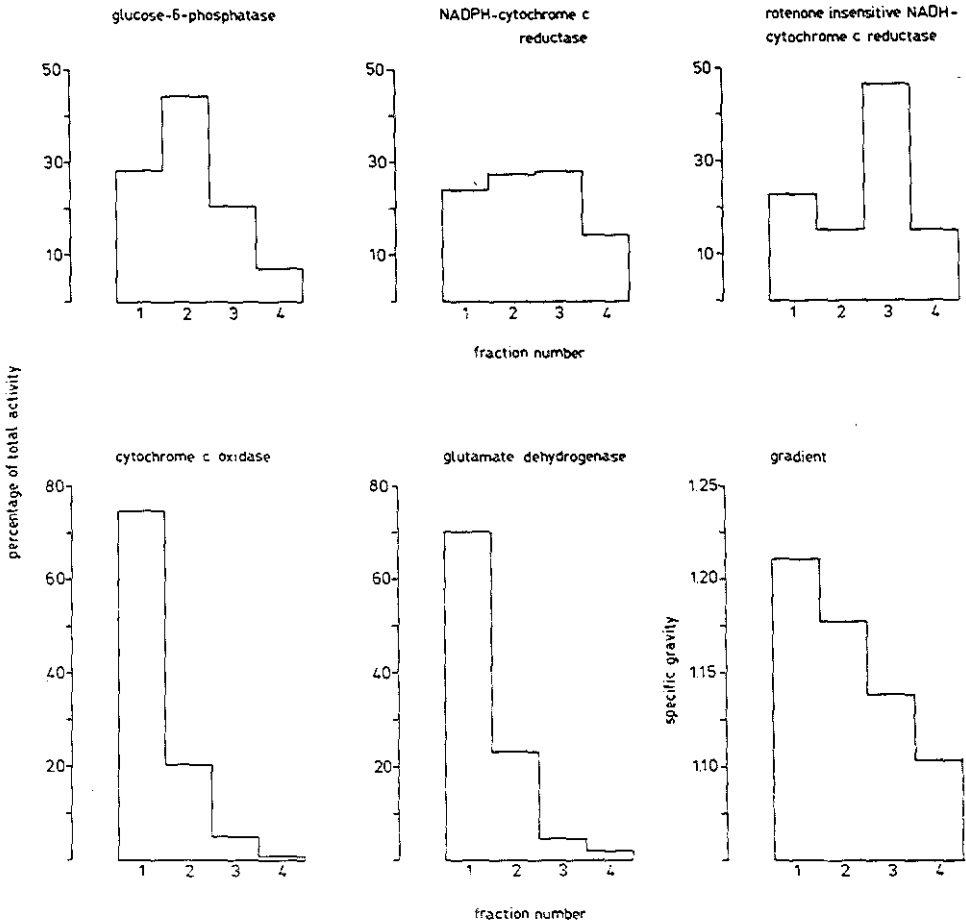 glucose-6-phosphatase
NADPH-cytochrome c
reductase
rotenone insensitive NADH-
cytochrome c reductase
50
30
10
1 2 3 4
50
30
10
1 2 3 4
50
30
10
1 2 3 4
fraction number
percentage of total activity
cytochrome c oxidase
glutamate dehydrogenase
gradient
80
60
40
20
1 2 3 4
80
60
40
20
1 2 3 4
specific gravity
1.25
1.20
1.15
1.10
1 2 3 4
fraction number